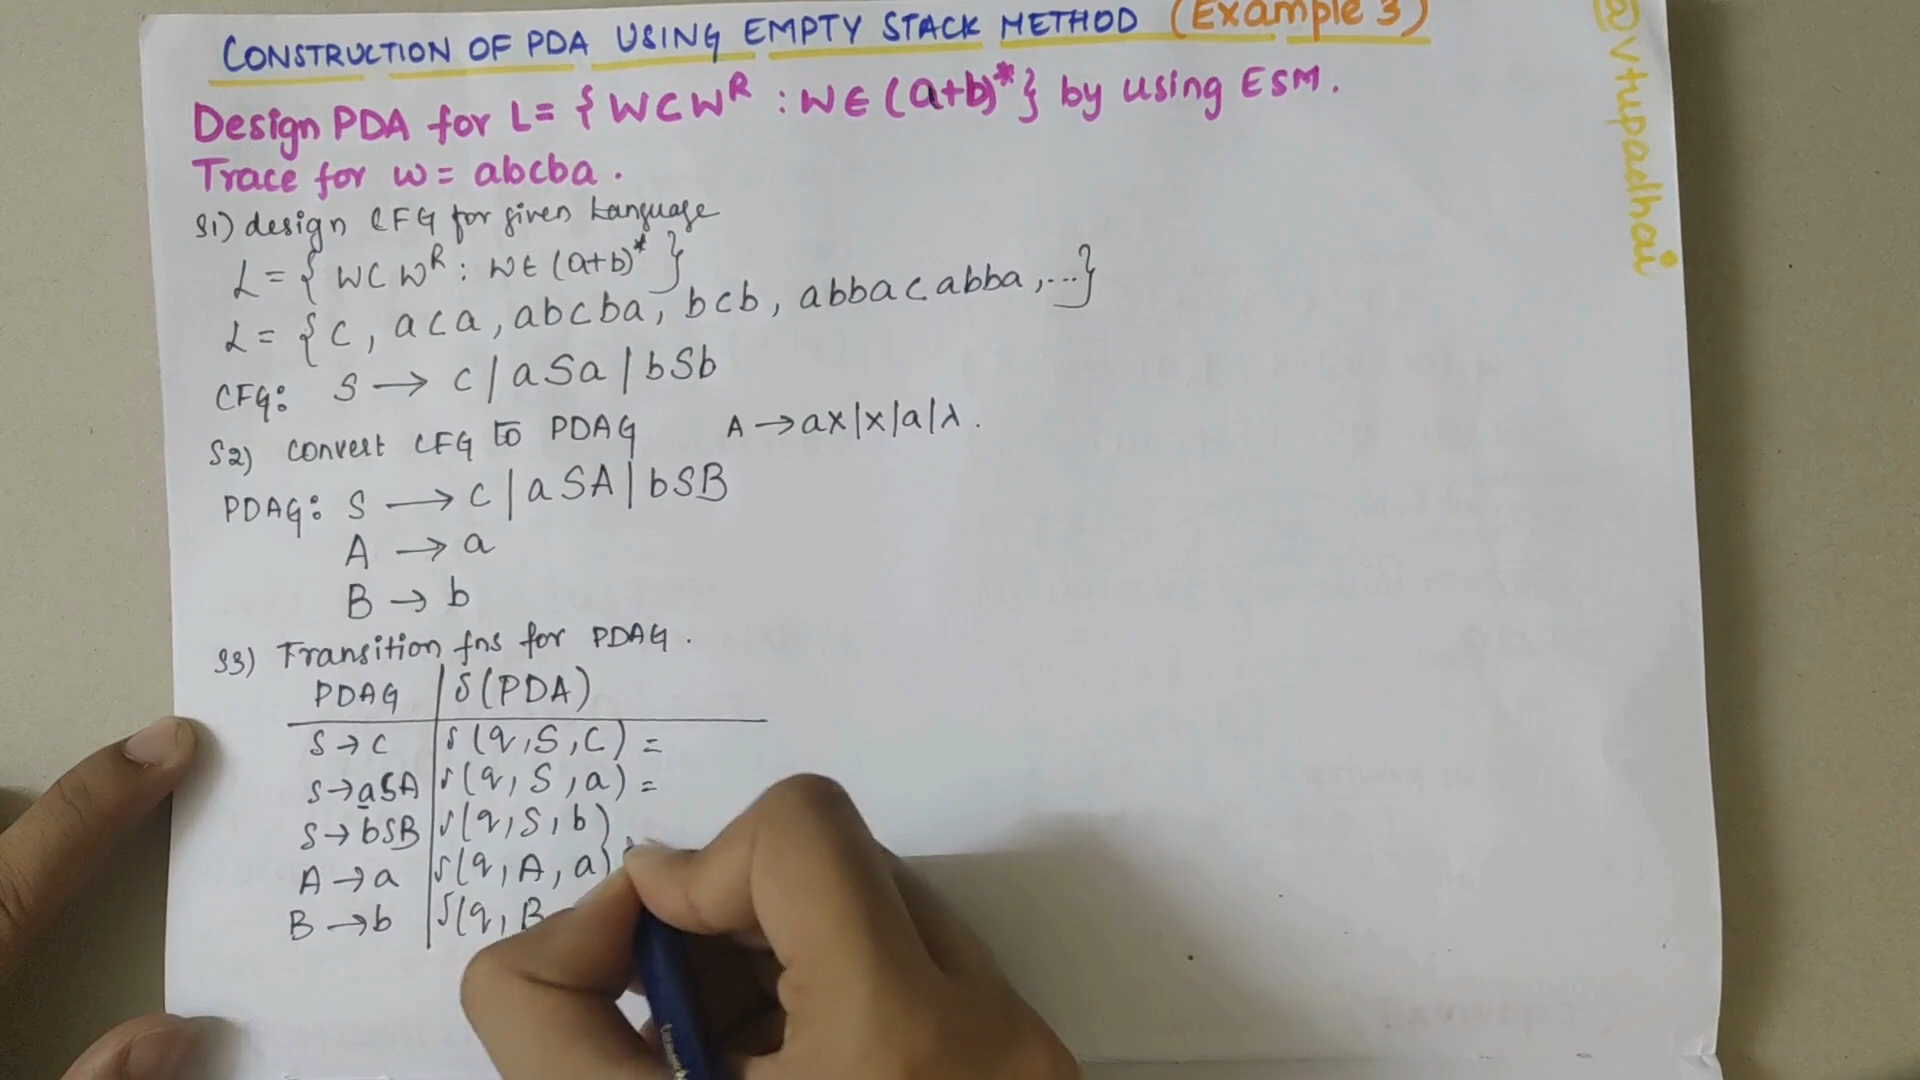 CONSTRUCTION OF PDA USING EMPTY STACK METHOD (Example 3)
Design PDA for L= { WCW^R : W∈(a+b)^*} by using ESM.
Trace for w= abcba.
S1) design CFG for given Language
L= { WCW^R : W∈(a+b)^* }
L= {c, aca, abcba, bcb, abbacabba,...}
CFG: S → c | aSa | bSb
S2) convert CFG to PDAG A → ax|x|a|λ.
PDAG: S → c | aSA | bSB
A → a
B → b
S3) Transition fns for PDAG.
PDAG | δ(PDA)
S → c | δ(q,S,C) =
S → aSA | δ(q,S,a) =
S → bSB | δ(q,S,b)
A → a | δ(q,A,a)
B → b | δ(q,B
@vtupadhai